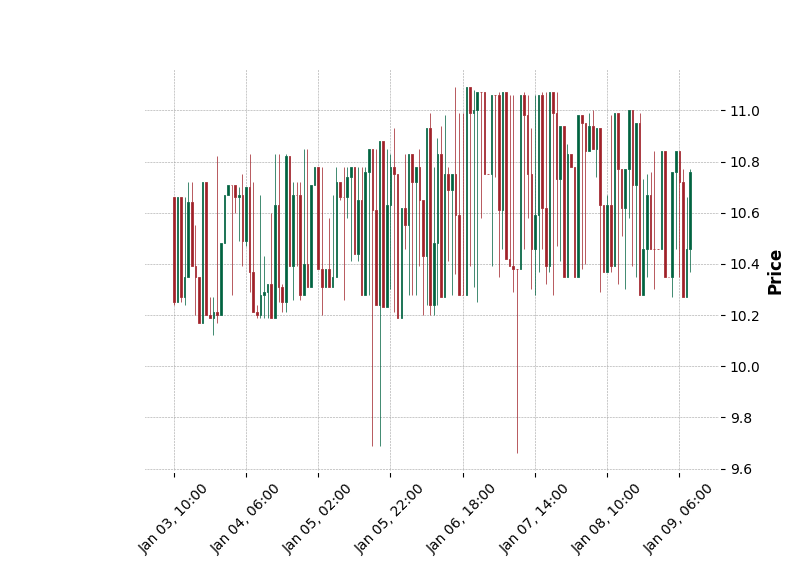 11.0
10.8
10.6
10.4
10.2
10.0
9.8
9.6
Price
Jan 03, 10:00
Jan 04, 06:00
Jan 05, 02:00
Jan 05, 22:00
Jan 06, 18:00
Jan 07, 14:00
Jan 08, 10:00
Jan 09, 06:00